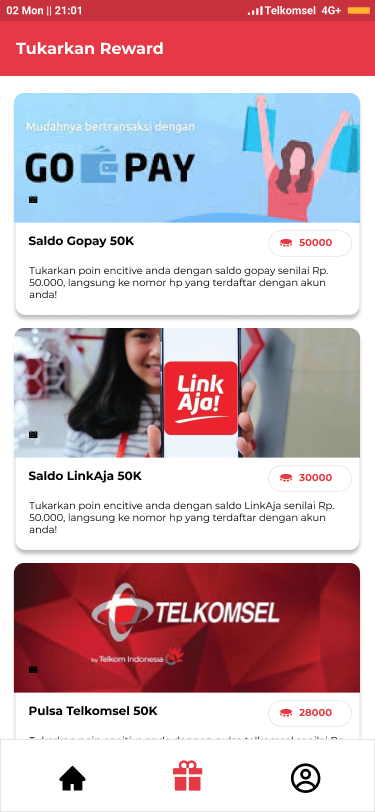 02 Mon || 21:01 Telkomsel 4G+
Tukarkan Reward
Mudahnya bertransaksi dengan
GO PAY
Saldo Gopay 50K 50000
Tukarkan poin encitive anda dengan saldo gopay senilai Rp.
50.000, langsung ke nomor hp yang terdaftar dengan akun
anda!
Link
Aja!
Saldo LinkAja 50K 30000
Tukarkan poin encitive anda dengan saldo LinkAja senilai Rp.
50.000, langsung ke nomor hp yang terdaftar dengan akun
anda!
TELKOMSEL
by Telkom Indonesia
Pulsa Telkomsel 50K 28000